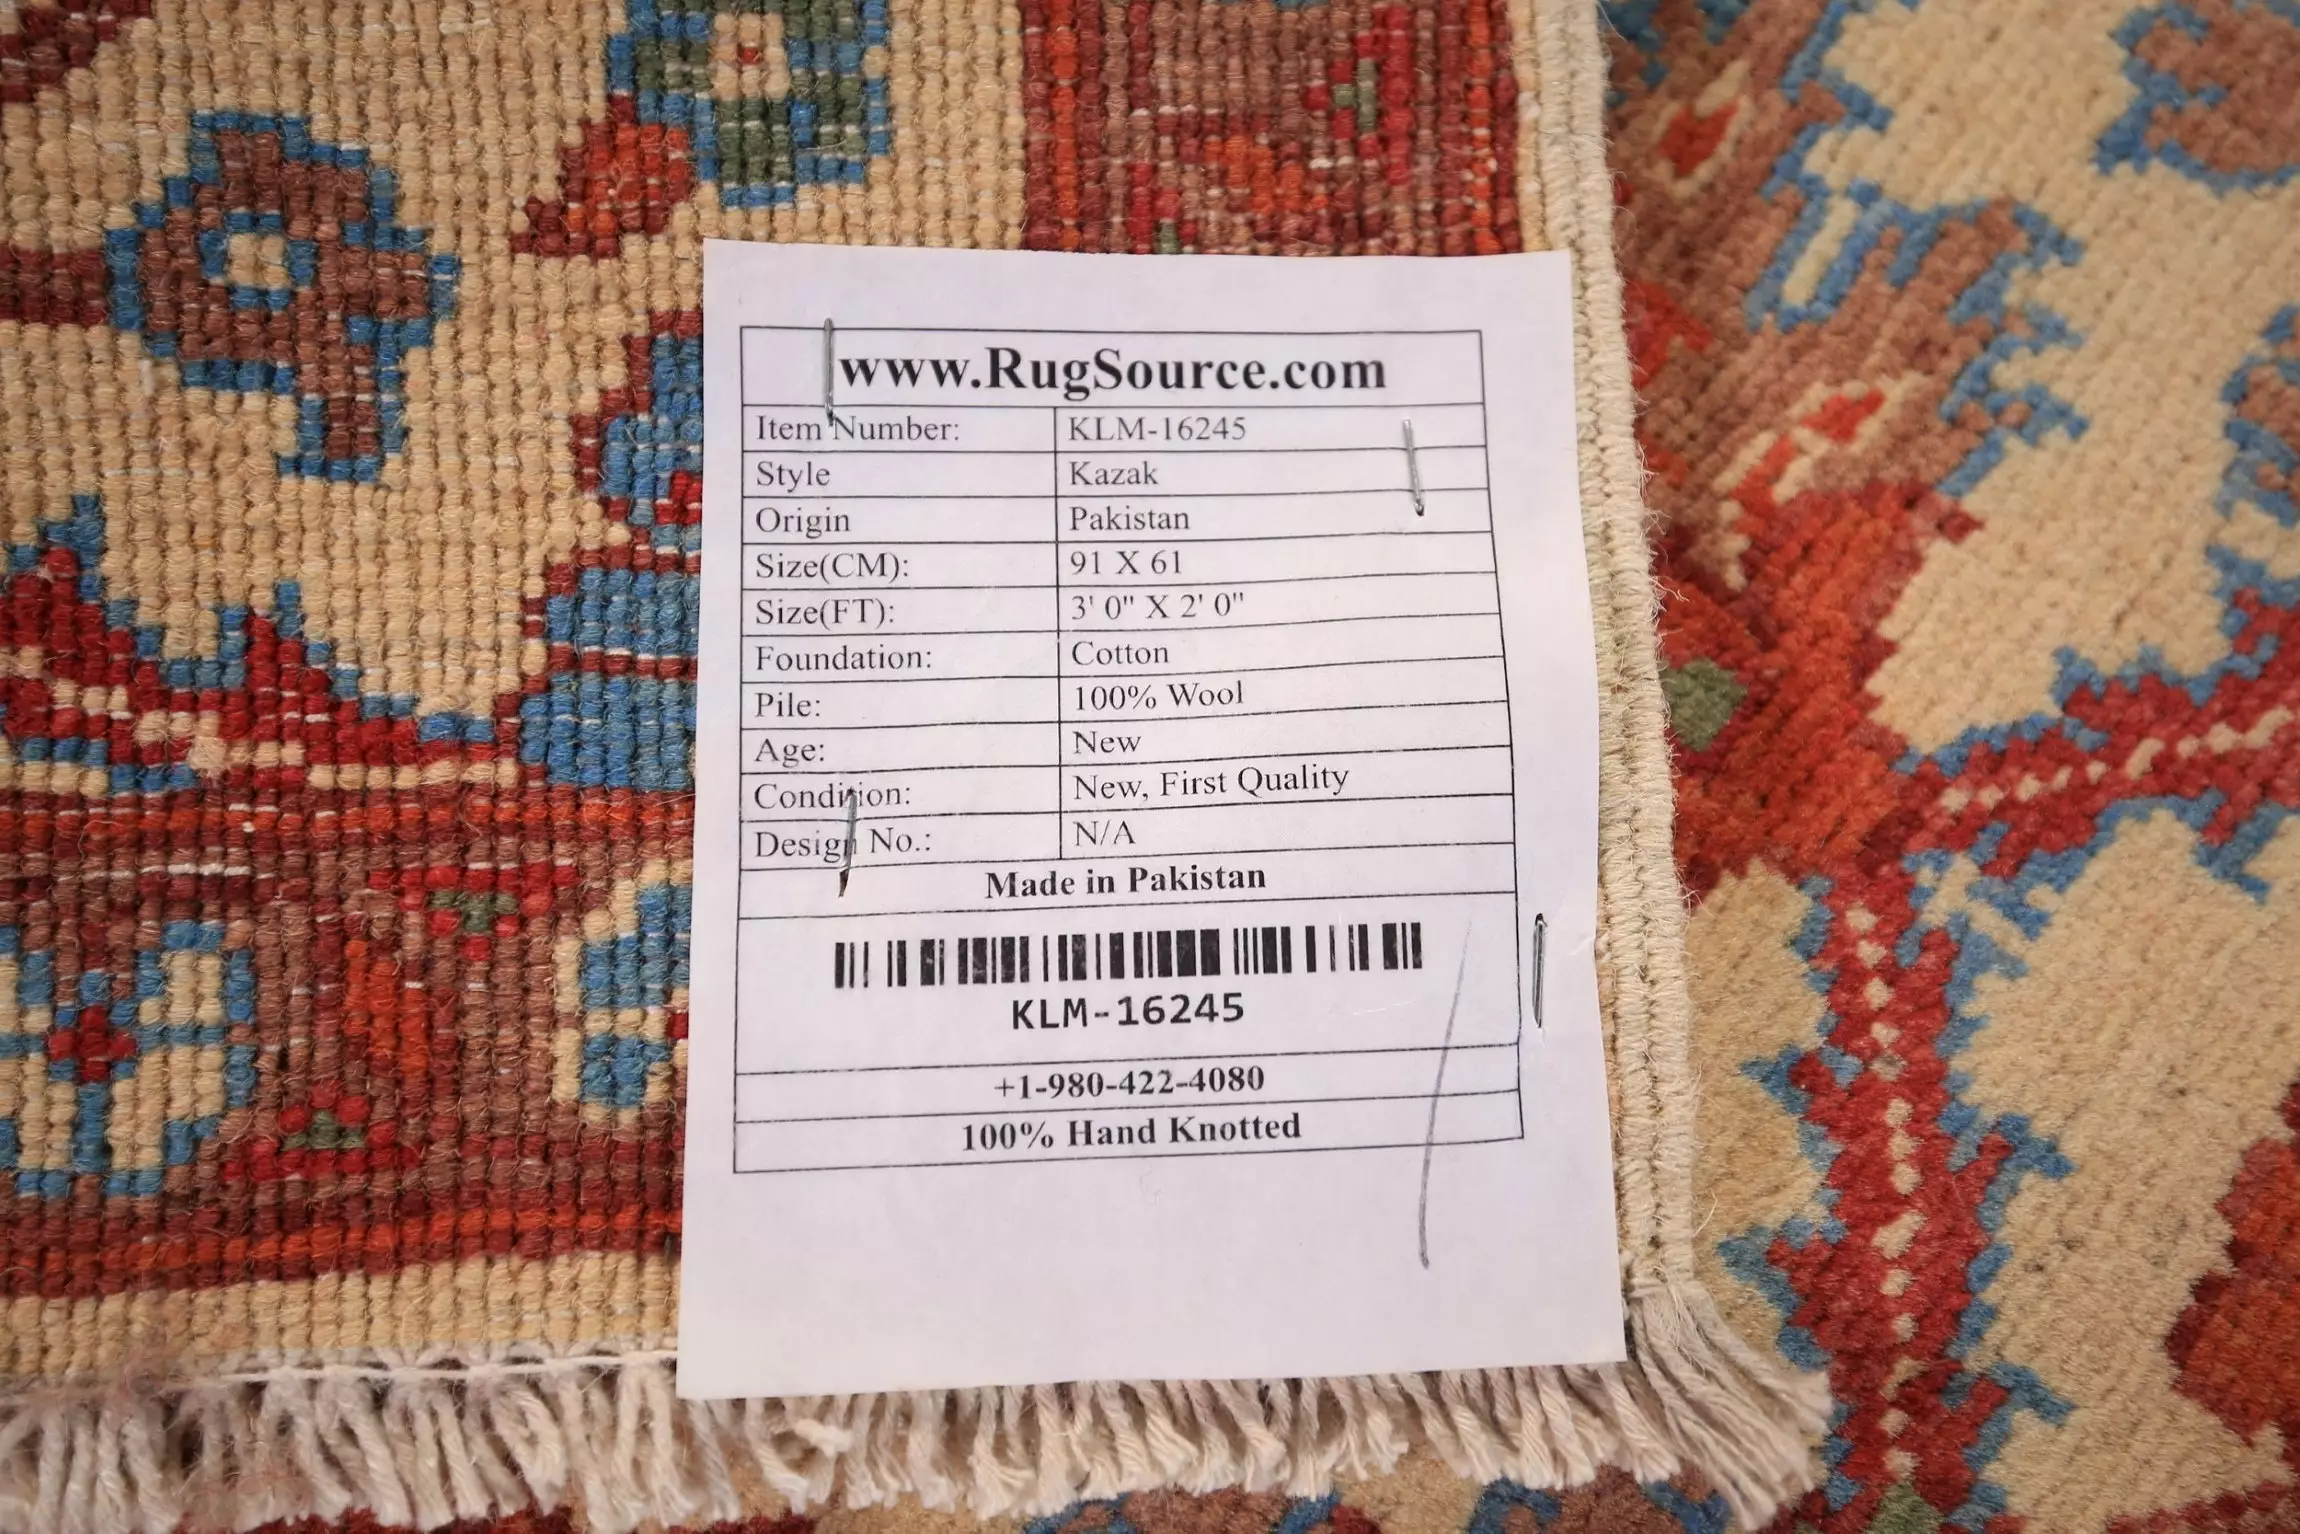 www.RugSource.com
Item Number: KLM-16245
Style Kazak
Origin Pakistan
Size(CM): 91 X 61
Size(FT): 3' 0" X 2' 0"
Foundation: Cotton
Pile: 100% Wool
Age: New
Condition: New, First Quality
Design No.: N/A
Made in Pakistan
KLM-16245
+1-980-422-4080
100% Hand Knotted